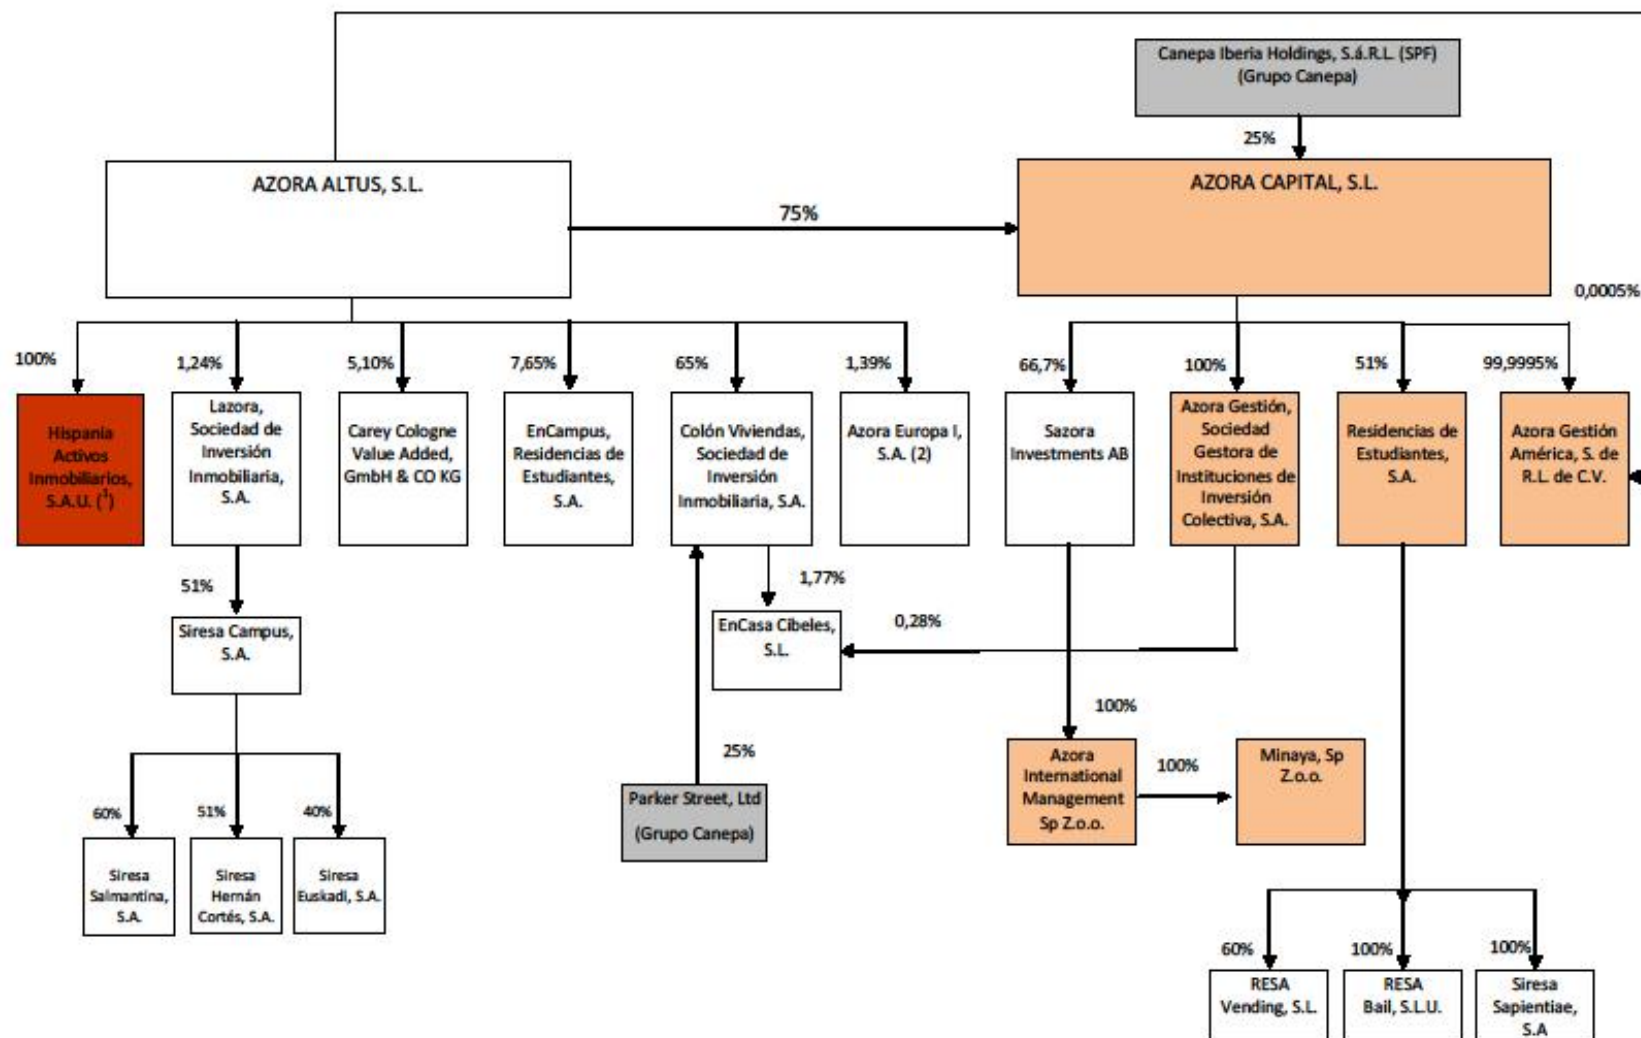 Canepa Iberia Holdings, S.á.R.L. (SPF)
(Grupo Canepa)
25%
AZORA ALTUS, S.L.
AZORA CAPITAL, S.L.
75%
0,0005%
100%
1,24%
5,10%
7,65%
65%
1,39%
66,7%
100%
51%
99,9995%
Hispania
Activos
Inmobiliarios,
S.A.U. (1)
Lazora,
Sociedad de
Inversión
Inmobiliaria,
S.A.
Carey Cologne
Value Added,
GmbH & CO KG
EnCampus,
Residencias de
Estudiantes,
S.A.
Colón Viviendas,
Sociedad de
Inversión
Inmobiliaria, S.A.
Azora Europa I,
S.A. (2)
Sazora
Investments AB
Azora Gestión,
Sociedad
Gestora de
Instituciones de
Inversión
Colectiva, S.A.
Residencias de
Estudiantes,
S.A.
Azora Gestión
América, S. de
R.L. de C.V.
51%
1,77%
0,28%
Siresa Campus,
S.A.
EnCasa Cibeles,
S.L.
100%
25%
Azora
International
Management
Sp Z.o.o.
100%
Minaya, Sp
Z.o.o.
Parker Street, Ltd
(Grupo Canepa)
60%
51%
40%
Siresa
Salmantina,
S.A.
Siresa
Hernán
Cortés, S.A.
Siresa
Euskadi, S.A.
60%
100%
100%
RESA
Vending, S.L.
RESA
Bail, S.L.U.
Siresa
Sapientiae,
S.A